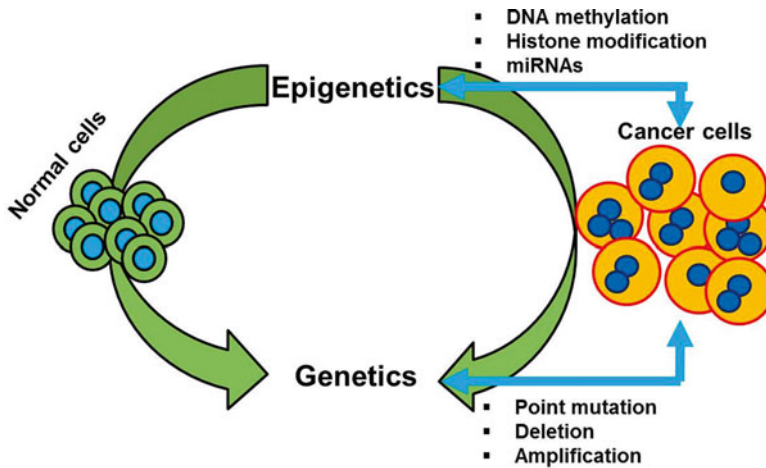 ▪ DNA methylation
▪ Histone modification
▪ miRNAs
Epigenetics
Normal cells
Cancer cells
Genetics
▪ Point mutation
▪ Deletion
▪ Amplification